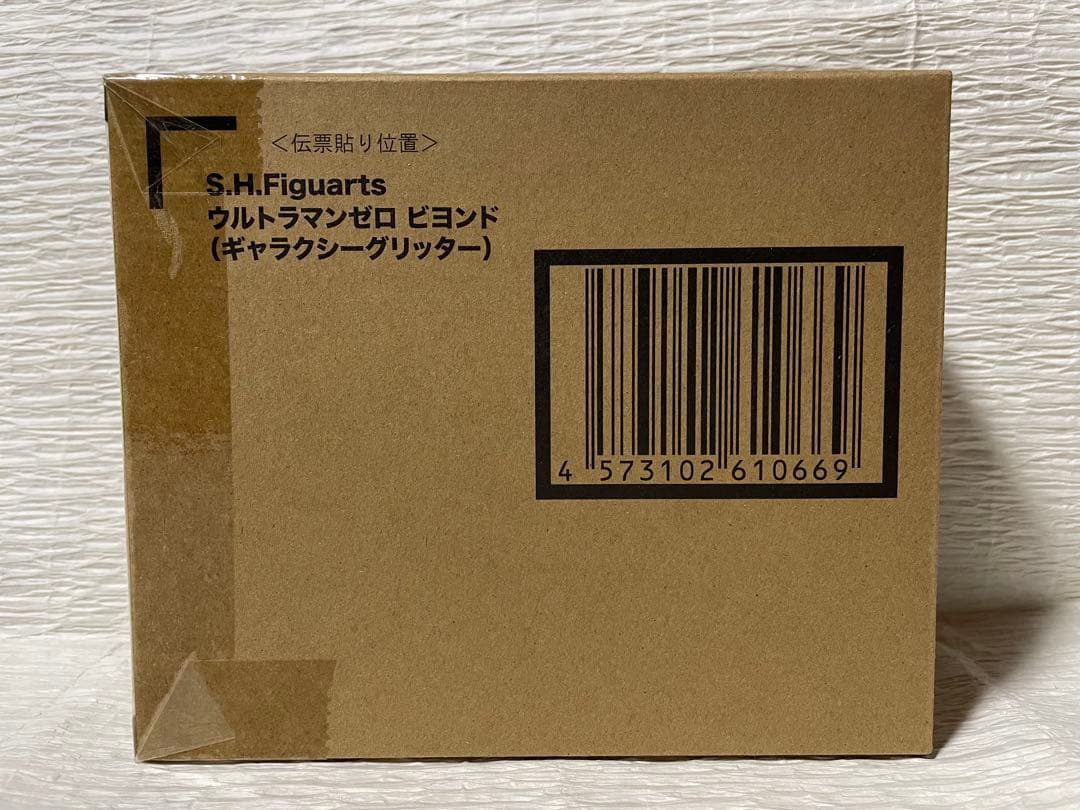 ＜伝票貼り位置＞
S.H.Figuarts
ウルトラマンゼロ ビヨンド
（ギャラクシーグリッター）
4 573102 610669